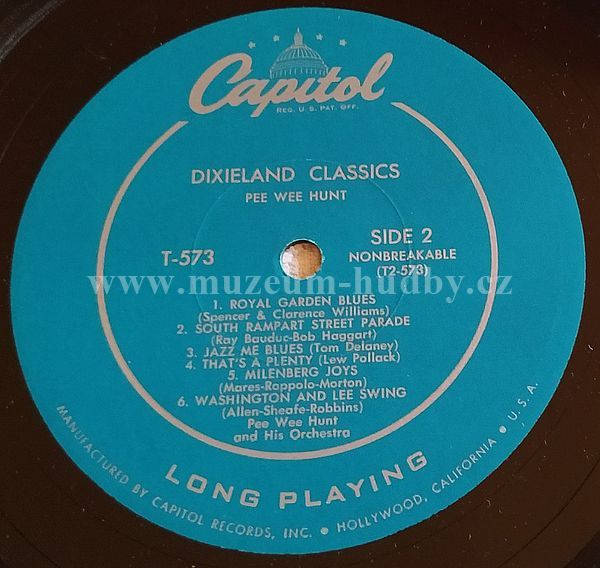 Capitol
REG. U.S. PAT. OFF.
DIXIELAND CLASSICS
PEE WEE HUNT
T-573
SIDE 2
NONBREAKABLE
(T2-573)
www.muzeum-hudby.cz
1. ROYAL GARDEN BLUES
(Spencer & Clarence Williams)
2. SOUTH RAMPART STREET PARADE
(Ray Bauduc-Bob Haggart)
3. JAZZ ME BLUES (Tom Delaney)
4. THAT'S A PLENTY (Lew Pollack)
5. MILENBERG JOYS
(Mares-Roppolo-Morton)
6. WASHINGTON AND LEE SWING
(Allen-Sheafe-Robbins)
Pee Wee Hunt
and His Orchestra
LONG PLAYING
MANUFACTURED BY CAPITOL RECORDS, INC. • HOLLYWOOD, CALIFORNIA • U.S.A.